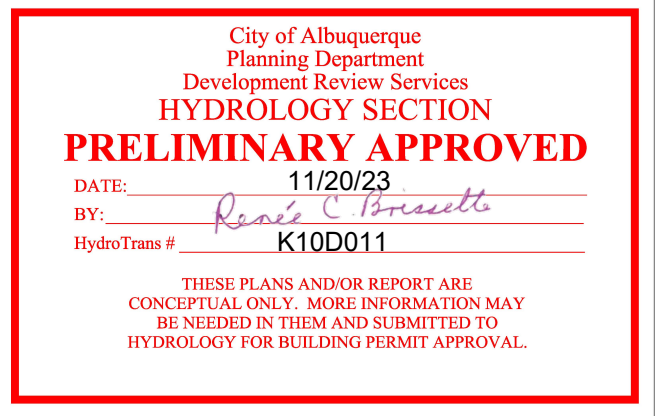 City of Albuquerque
Planning Department
Development Review Services
HYDROLOGY SECTION
PRELIMINARY APPROVED
DATE: 11/20/23
BY: Renée C. Brissette
HydroTrans # K10D011
THESE PLANS AND/OR REPORT ARE
CONCEPTUAL ONLY. MORE INFORMATION MAY
BE NEEDED IN THEM AND SUBMITTED TO
HYDROLOGY FOR BUILDING PERMIT APPROVAL.